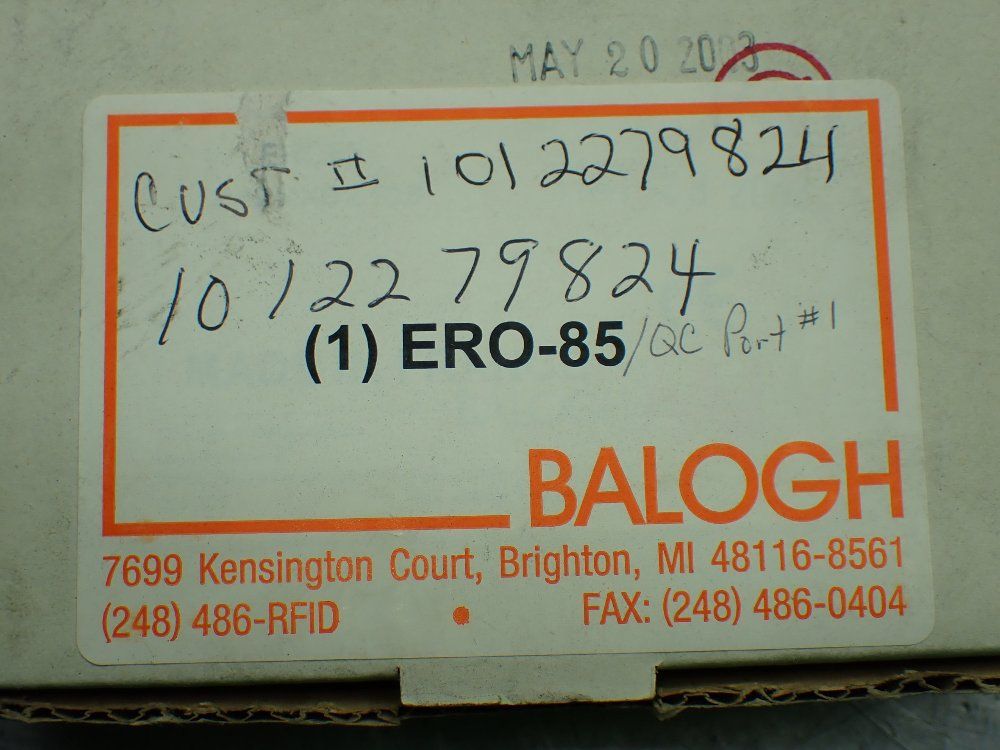 MAY 20 2003
CUST # 1012279824
1012279824
(1) ERO-85/QC Port #1
BALOGH
7699 Kensington Court, Brighton, MI 48116-8561
(248) 486-RFID • FAX: (248) 486-0404